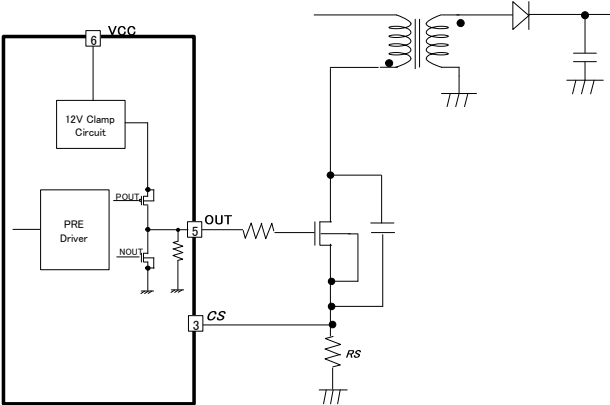 VCC
6
12V Clamp
Circuit
POUT
PRE
Driver
NOUT
OUT
5
CS
3
RS